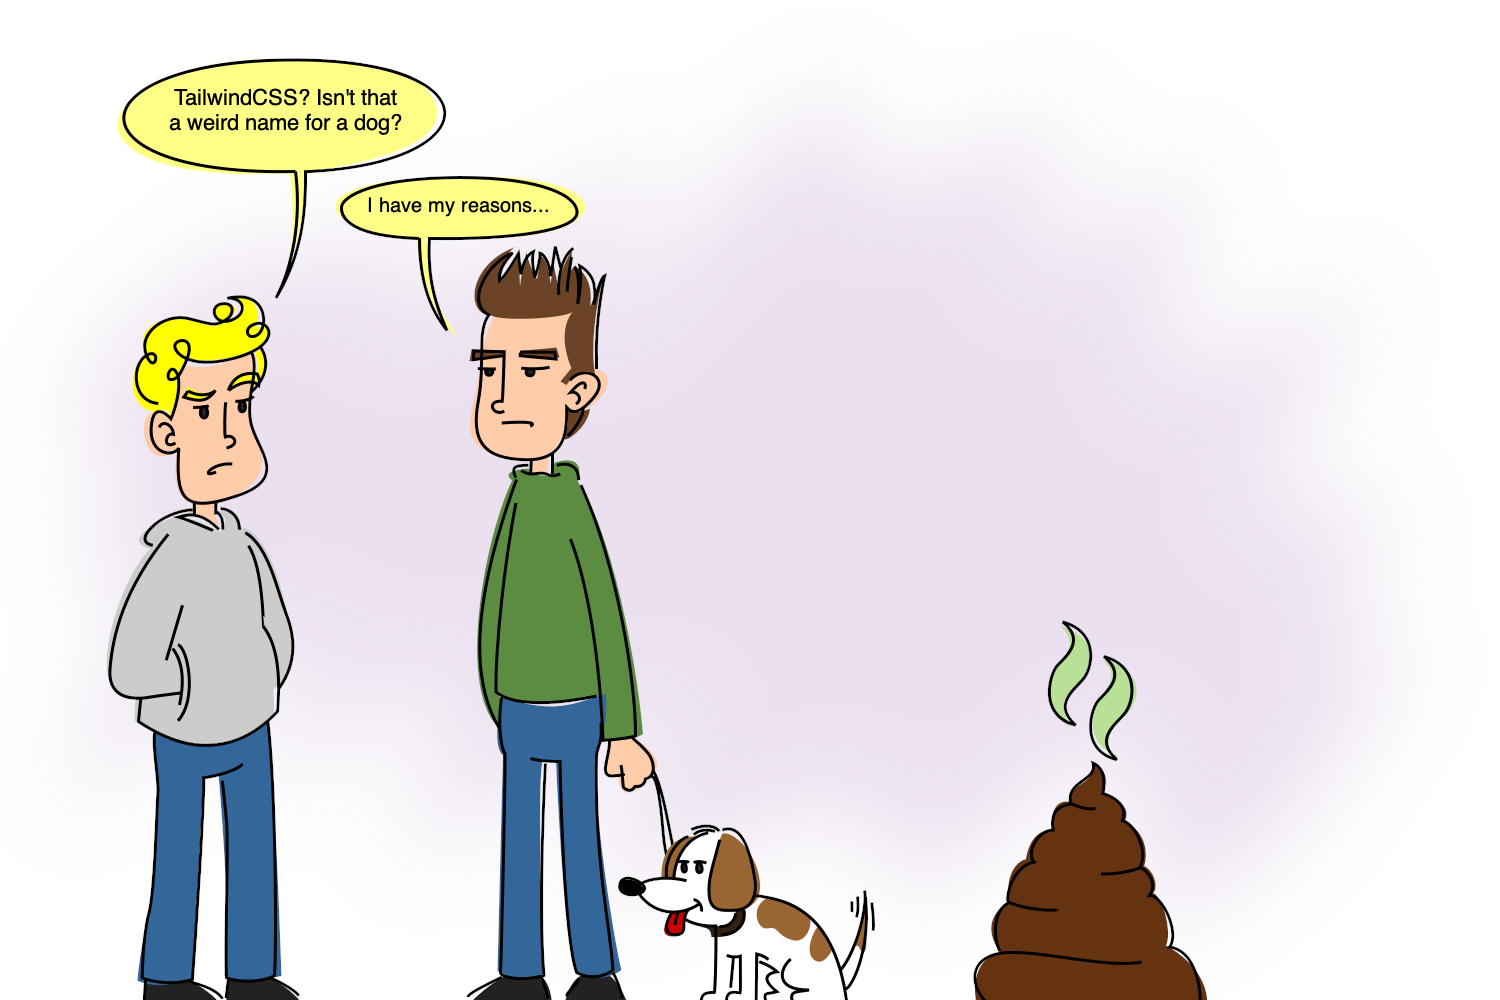 TailwindCSS? Isn't that
a weird name for a dog?
I have my reasons...